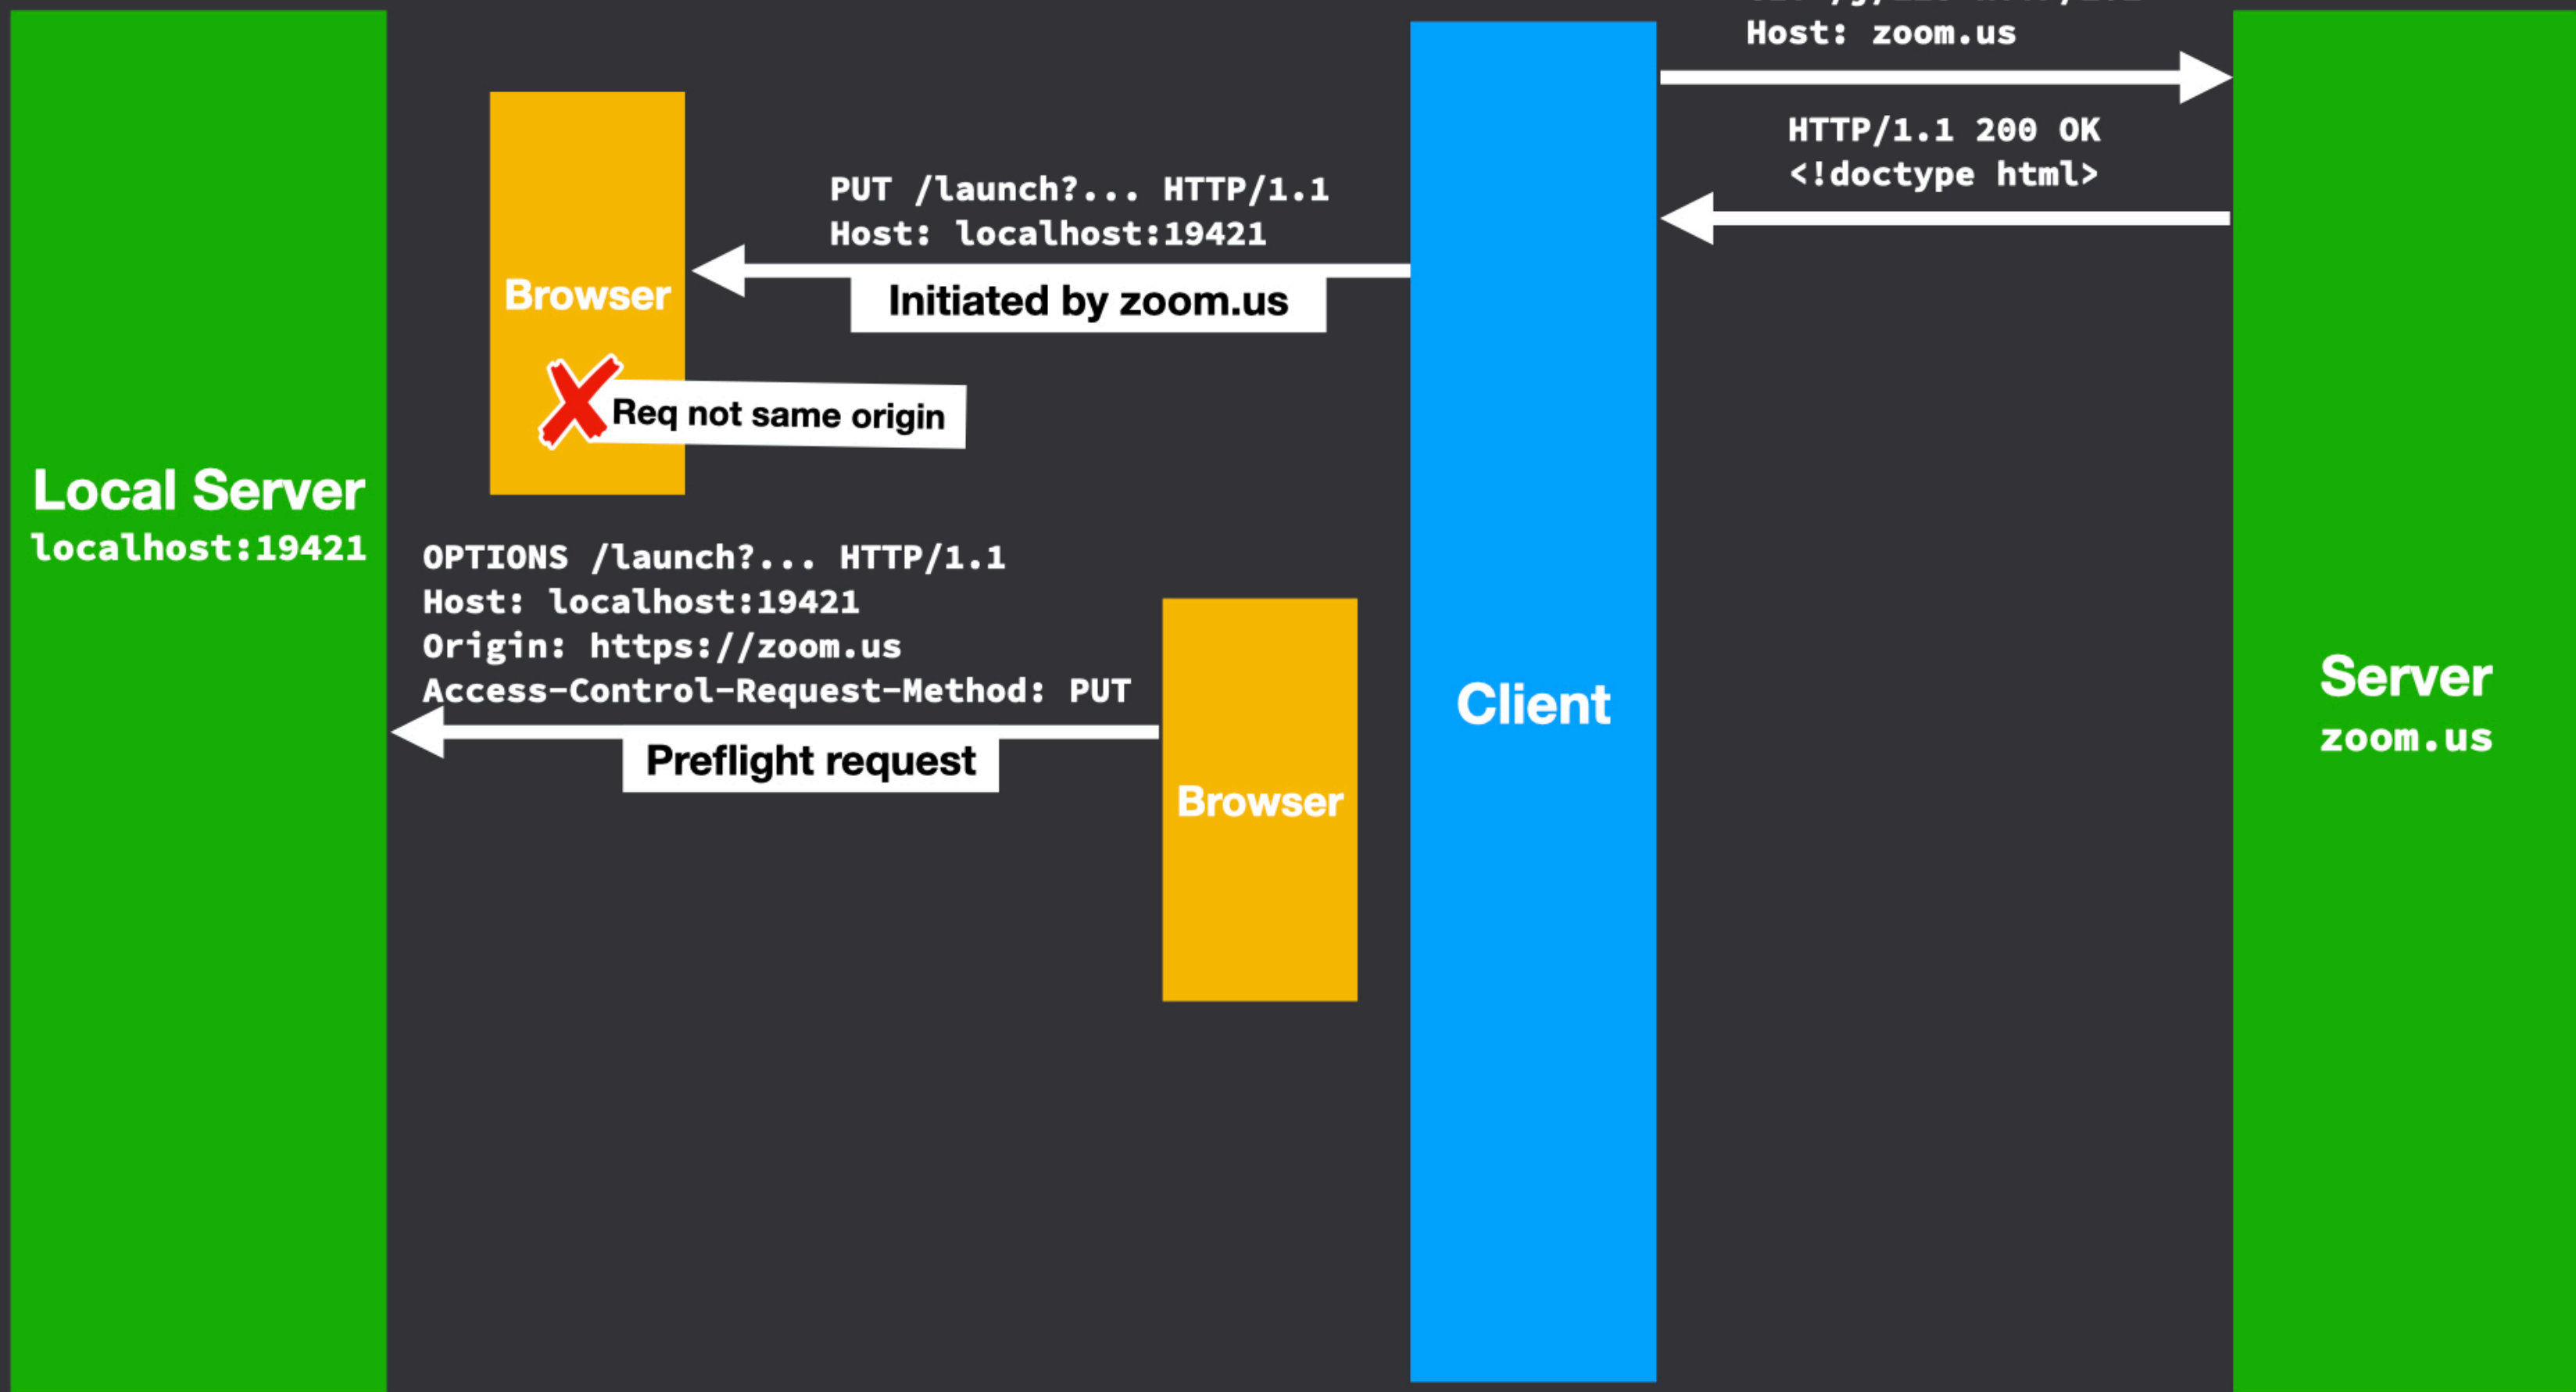 Host: zoom.us
HTTP/1.1 200 OK
<!doctype html>
PUT /launch?... HTTP/1.1
Host: localhost:19421
Initiated by zoom.us
Browser
Req not same origin
Local Server
localhost:19421
OPTIONS /launch?... HTTP/1.1
Host: localhost:19421
Origin: https://zoom.us
Access-Control-Request-Method: PUT
Preflight request
Browser
Client
Server
zoom.us